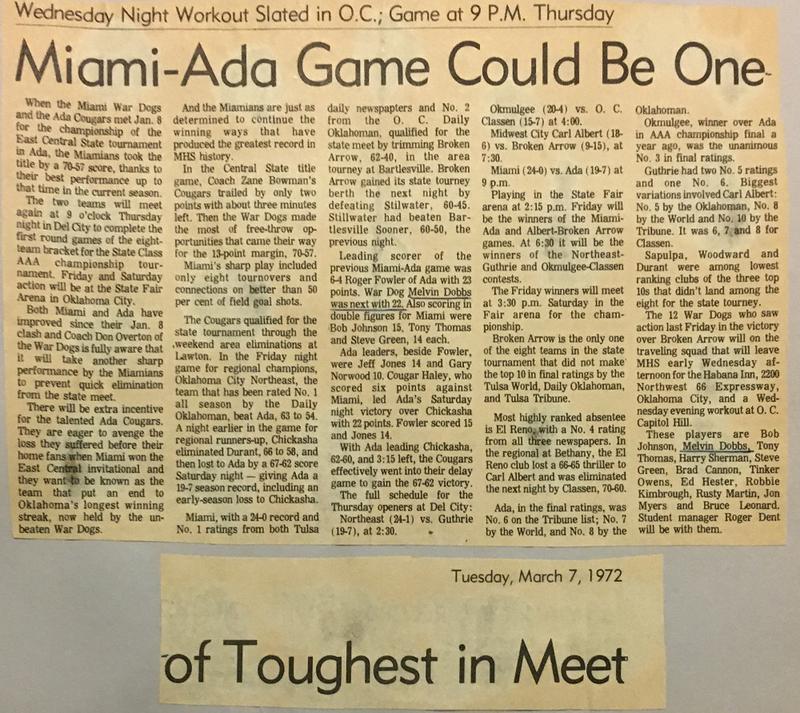 Wednesday Night Workout Slated in O.C.; Game at 9 P.M. Thursday
Miami-Ada Game Could Be One-
When the Miami War Dogs
and the Ada Cougars met Jan. 8
for the championship of the
East Central State tournament
in Ada, the Miamians took the
title by a 70-57 score, thanks to
their best performance up to
that time in the current season.
The two teams will meet
again at 9 o'clock Thursday
night in Del City to complete the
first round games of the eight-
team bracket for the State Class
AAA championship tour-
nament. Friday and Saturday
action will be at the State Fair
Arena in Oklahoma City.
Both Miami and Ada have
improved since their Jan. 8
clash and Coach Don Overton of
the War Dogs is fully aware that
it will take another sharp
performance by the Miamians
to prevent quick elimination
from the state meet.
There will be extra incentive
for the talented Ada Cougars.
They are eager to avenge the
loss they suffered before their
home fans when Miami won the
East Central invitational and
they want to be known as the
team that put an end to
Oklahoma's longest winning
streak, now held by the un-
beaten War Dogs.
And the Miamians are just as
determined to continue the
winning ways that have
produced the greatest record in
MHS history.
In the Central State title
game, Coach Zane Bowman's
Cougars trailed by only two
points with about three minutes
left. Then the War Dogs made
the most of free-throw op-
portunities that came their way
for the 13-point margin, 70-57.
Miami's sharp play included
only eight tournovers and
connections on better than 50
per cent of field goal shots.
The Cougars qualified for the
state tournament through the
weekend area eliminations at
Lawton. In the Friday night
game for regional champions,
Oklahoma City Northeast, the
team that has been rated No. 1
all season by the Daily
Oklahoman, beat Ada, 63 to 54.
A night earlier in the game for
regional runners-up, Chickasha
eliminated Durant, 66 to 58, and
then lost to Ada by a 67-62 score
Saturday night — giving Ada a
19-7 season record, including an
early-season loss to Chickasha.
Miami, with a 24-0 record and
No. 1 ratings from both Tulsa
daily newspapters and No. 2
from the O. C. Daily
Oklahoman, qualified for the
state meet by trimming Broken
Arrow, 62-40, in the area
tourney at Bartlesville. Broken
Arrow gained its state tourney
berth the next night by
defeating Stilwater, 60-45.
Stillwater had beaten Bar-
tlesville Sooner, 60-50, the
previous night.
Leading scorer of the
previous Miami-Ada game was
6-4 Roger Fowler of Ada with 23
points. War Dog Melvin Dobbs
was next with 22. Also scoring in
double figures for Miami were
Bob Johnson 15, Tony Thomas
and Steve Green, 14 each.
Ada leaders, beside Fowler,
were Jeff Jones 14 and Gary
Norwood 10. Cougar Haley, who
scored six points against
Miami, led Ada's Saturday
night victory over Chickasha
with 22 points. Fowler scored 15
and Jones 14.
With Ada leading Chickasha,
62-60, and 3:15 left, the Cougars
effectively went into their delay
game to gain the 67-62 victory.
The full schedule for the
Thursday openers at Del City:
Northeast (24-1) vs. Guthrie
(19-7), at 2:30.
Okmulgee (20-4) vs. O. C.
Classen (15-7) at 4:00.
Midwest City Carl Albert (18-
6) vs. Broken Arrow (9-15), at
7:30.
Miami (24-0) vs. Ada (19-7) at
9 p.m.
Playing in the State Fair
arena at 2:15 p.m. Friday will
be the winners of the Miami-
Ada and Albert-Broken Arrow
games. At 6:30 it will be the
winners of the Northeast-
Guthrie and Okmulgee-Classen
contests.
The Friday winners will meet
at 3:30 p.m. Saturday in the
Fair arena for the cham-
pionship.
Broken Arrow is the only one
of the eight teams in the state
tournament that did not make
the top 10 in final ratings by the
Tulsa World, Daily Oklahoman,
and Tulsa Tribune.
Most highly ranked absentee
is El Reno, with a No. 4 rating
from all three newspapers. In
the regional at Bethany, the El
Reno club lost a 66-65 thriller to
Carl Albert and was eliminated
the next night by Classen, 70-60.
Ada, in the final ratings, was
No. 6 on the Tribune list; No. 7
by the World, and No. 8 by the
Oklahoman.
Okmulgee, winner over Ada
in AAA championship final a
year ago, was the unanimous
No. 3 in final ratings.
Guthrie had two No. 5 ratings
and one No. 6. Biggest
variations involved Carl Albert:
No. 5 by the Oklahoman, No. 8
by the World and No. 10 by the
Tribune. It was 6, 7 and 8 for
Classen.
Sapulpa, Woodward and
Durant were among lowest
ranking clubs of the three top
10s that didn't land among the
eight for the state tourney.
The 12 War Dogs who saw
action last Friday in the victory
over Broken Arrow will on the
traveling squad that will leave
MHS early Wednesday af-
ternoon for the Habana Inn, 2200
Northwest 66 Expressway,
Oklahoma City, and a Wed-
nesday evening workout at O. C.
Capitol Hill.
These players are Bob
Johnson, Melvin Dobbs, Tony
Thomas, Harry Sherman, Steve
Green, Brad Cannon, Tinker
Owens, Ed Hester, Robbie
Kimbrough, Rusty Martin, Jon
Myers and Bruce Leonard.
Student manager Roger Dent
will be with them.
Tuesday, March 7, 1972
-of Toughest in Meet